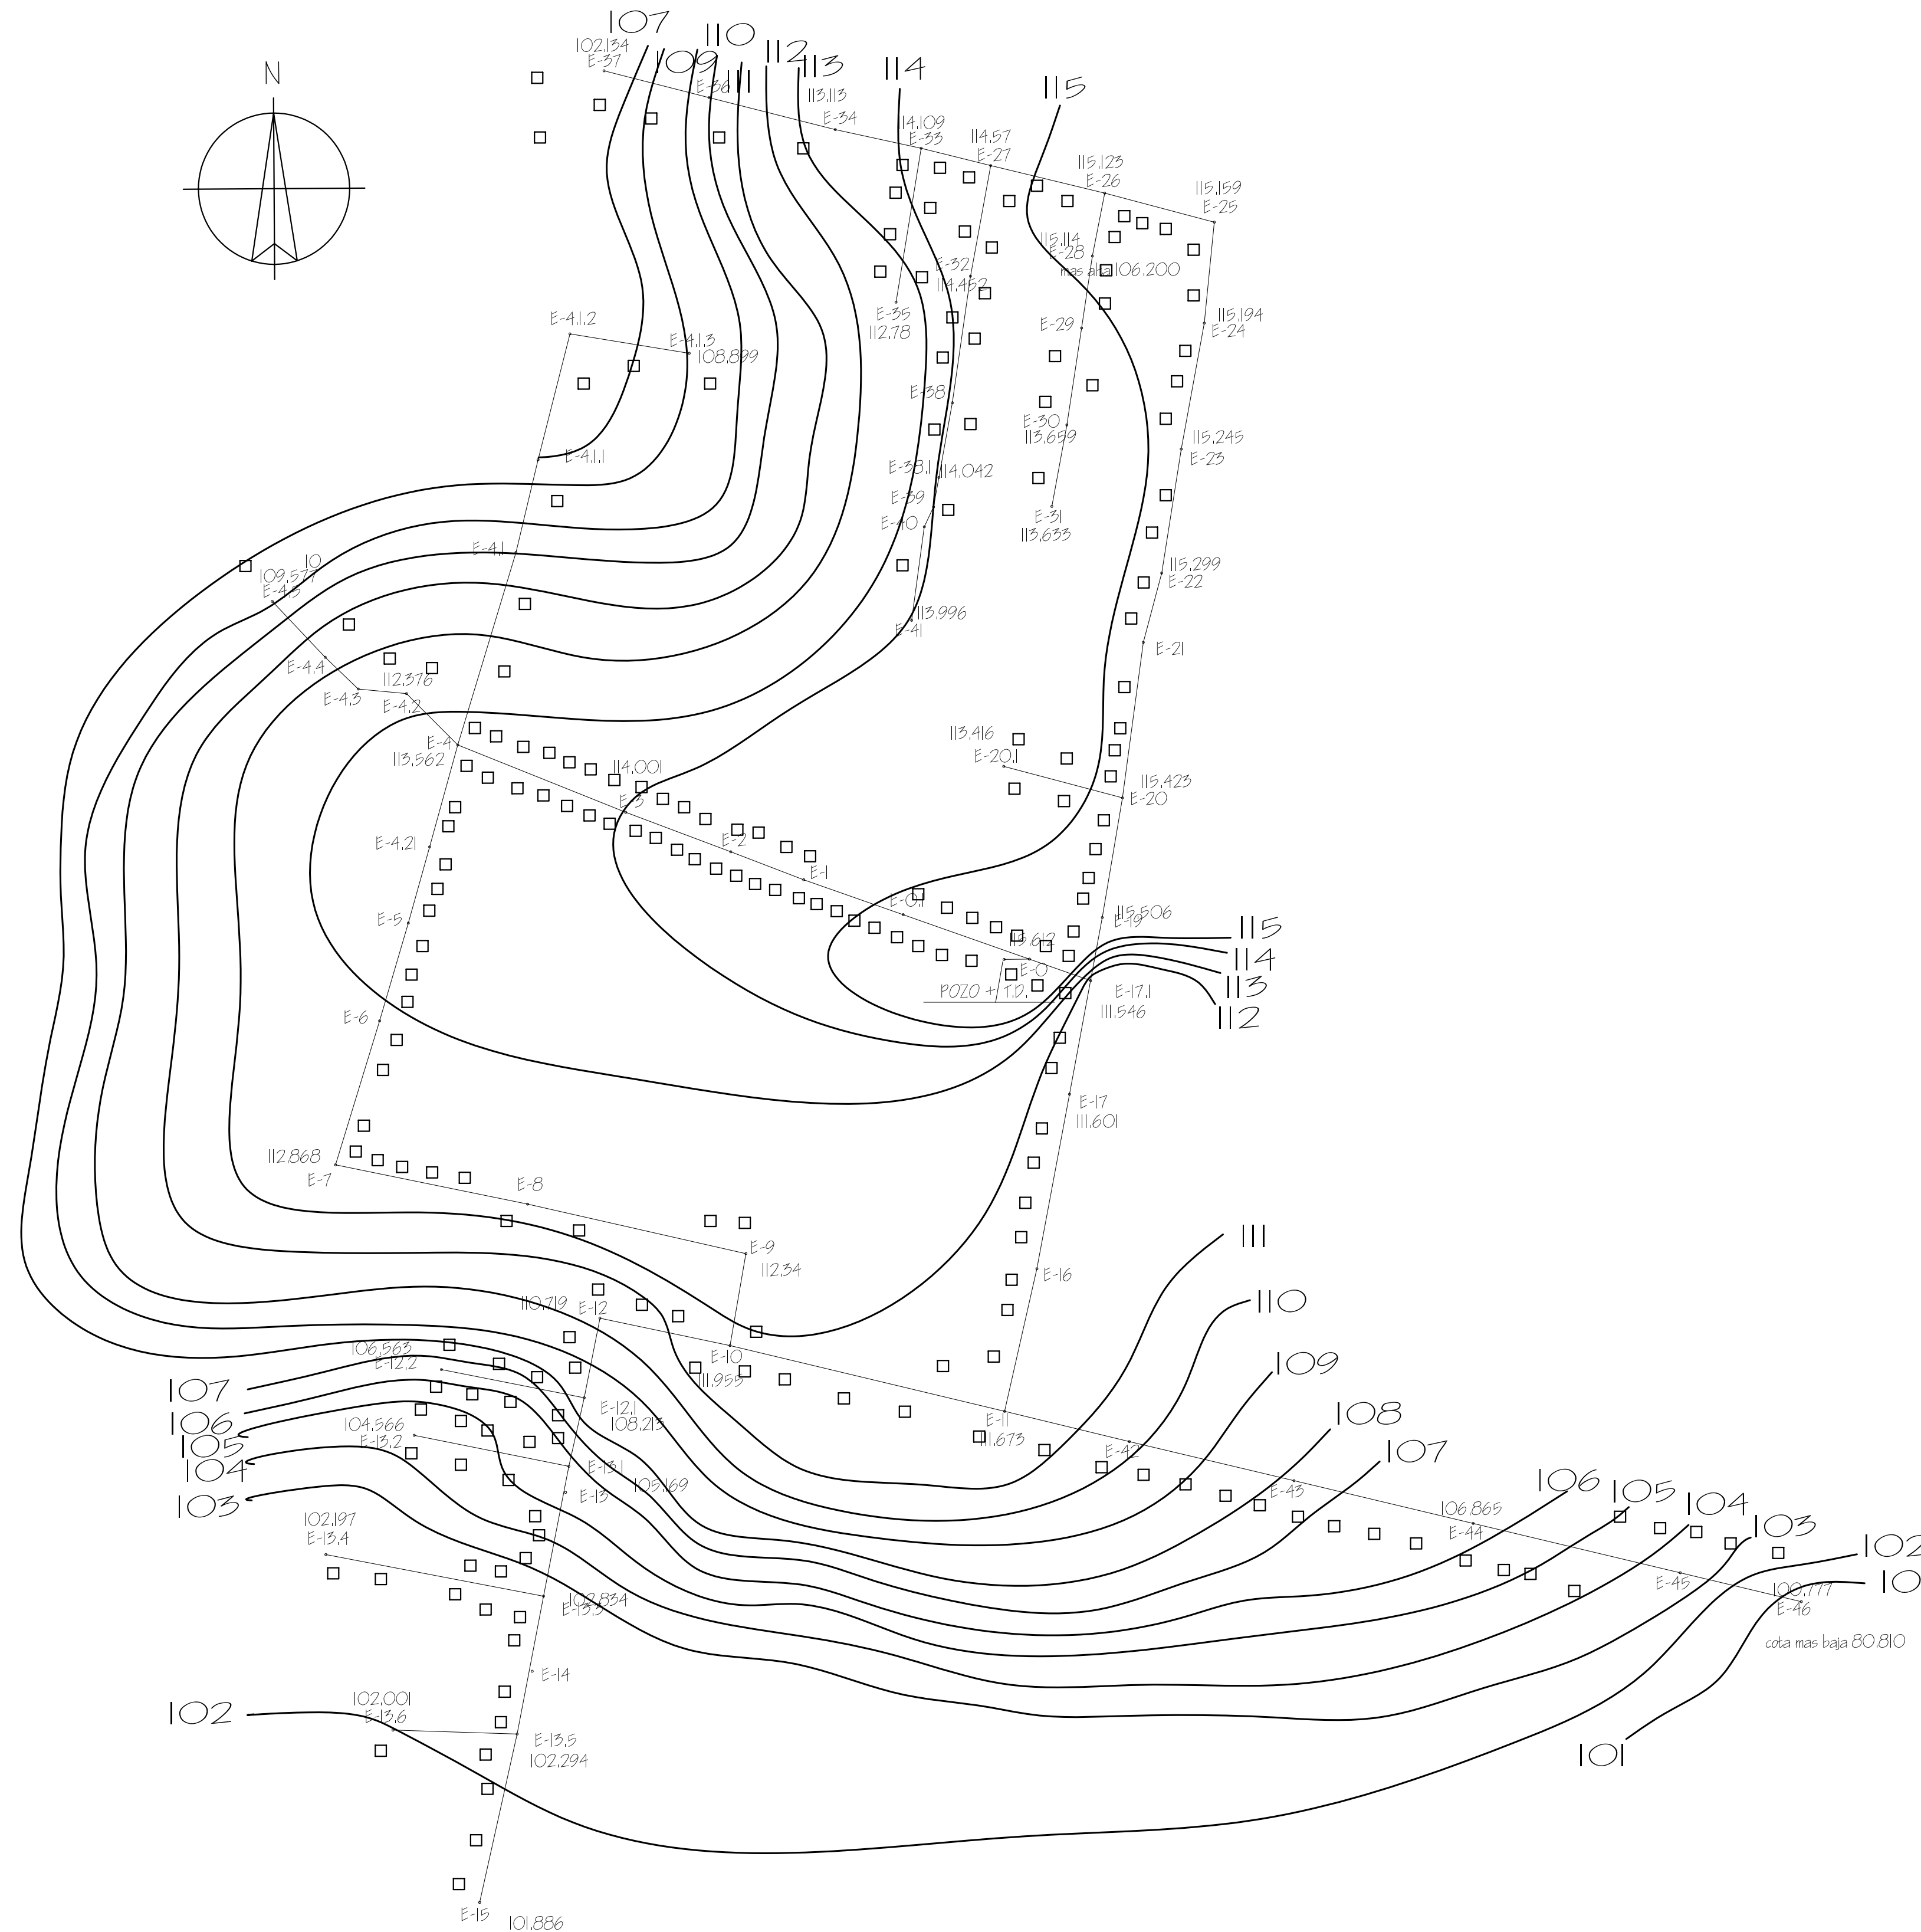 107
110
102.134
E-37
109
112
113
E-36
111
114
115
N
113.113
E-34
114.109
E-33
114.57
E-27
115.123
E-26
115.159
E-25
115.114
E-28
mas alta 106.200
E-32
114.452
E-35
112.78
115.194
E-24
E-4.1.2
E-4.1.3
108.899
E-29
E-38
E-30
113.659
115.245
E-23
E-4.1.1
E-38.1
114.042
E-39
E-40
E-31
113.633
E-4.1
10
109.577
E-4.5
115.299
E-22
113.996
E-41
E-4.4
E-21
112.376
E-4.3
E-4.2
E-4
113.562
114.001
E-3
113.416
E-20.1
115.423
E-20
E-2
E-4.21
E-1
E-5
E-0.1
115.506
E-19
115
115.612
E-0
114
POZO + T.D.
E-17.1
111.546
113
112
E-6
E-17
111.601
112.868
E-7
E-8
E-9
112.34
111
E-16
110.719
E-12
110
106.563
E-12.2
E-10
111.955
109
107
106
105
104
103
E-12.1
108.213
104.566
E-13.2
E-11
111.673
108
E-42
107
E-13.1
105.169
E-13
E-43
106
105
104
103
102
10
102.197
E-13.4
106.865
E-44
102.834
E-13.3
E-45
100.777
E-46
cota mas baja 80.810
E-14
102
102.001
E-13.6
E-13.5
102.294
101
E-15
101.886